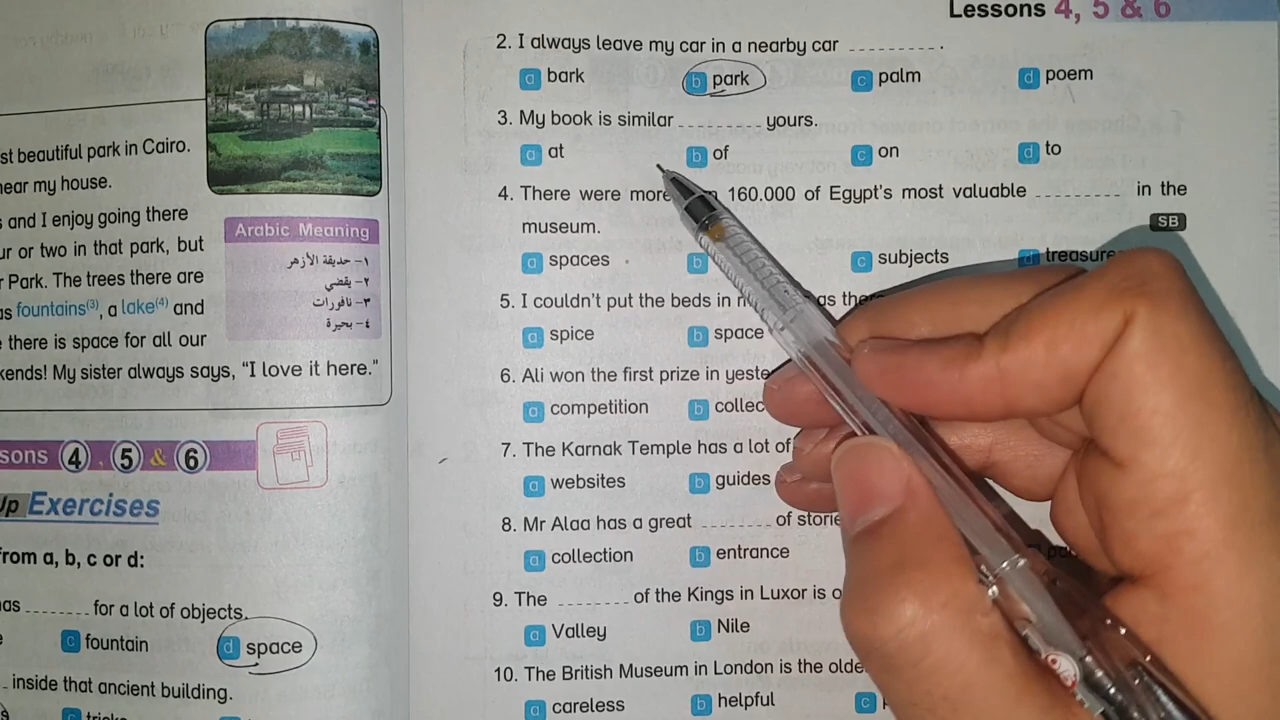 st beautiful park in Cairo.
near my house.
s and I enjoy going there
ur or two in that park, but
r Park. The trees there are
as fountains(3), a lake(4) and
e there is space for all our
kends! My sister always says, "I love it here."
Arabic Meaning
١- حديقة الأزهر
٢- يقضي
٣- نافورات
٤- بحيرة
sons 4 , 5 & 6
Up Exercises
from a, b, c or d:
as ________ for a lot of objects.
c fountain d space
inside that ancient building.
Lessons 4, 5 & 6
2. I always leave my car in a nearby car _________ .
a bark b park c palm d poem
3. My book is similar ________ yours.
a at b of c on d to
4. There were more 160.000 of Egypt's most valuable _________ in the
museum.
SB
a spaces b c subjects d treasure
5. I couldn't put the beds in as
a spice b space
6. Ali won the first prize in yeste
a competition b collec
7. The Karnak Temple has a lot of
a websites b guides
8. Mr Alaa has a great _______ of storie
a collection b entrance
9. The _______ of the Kings in Luxor is o
a Valley b Nile
10. The British Museum in London is the olde
a careless b helpful c